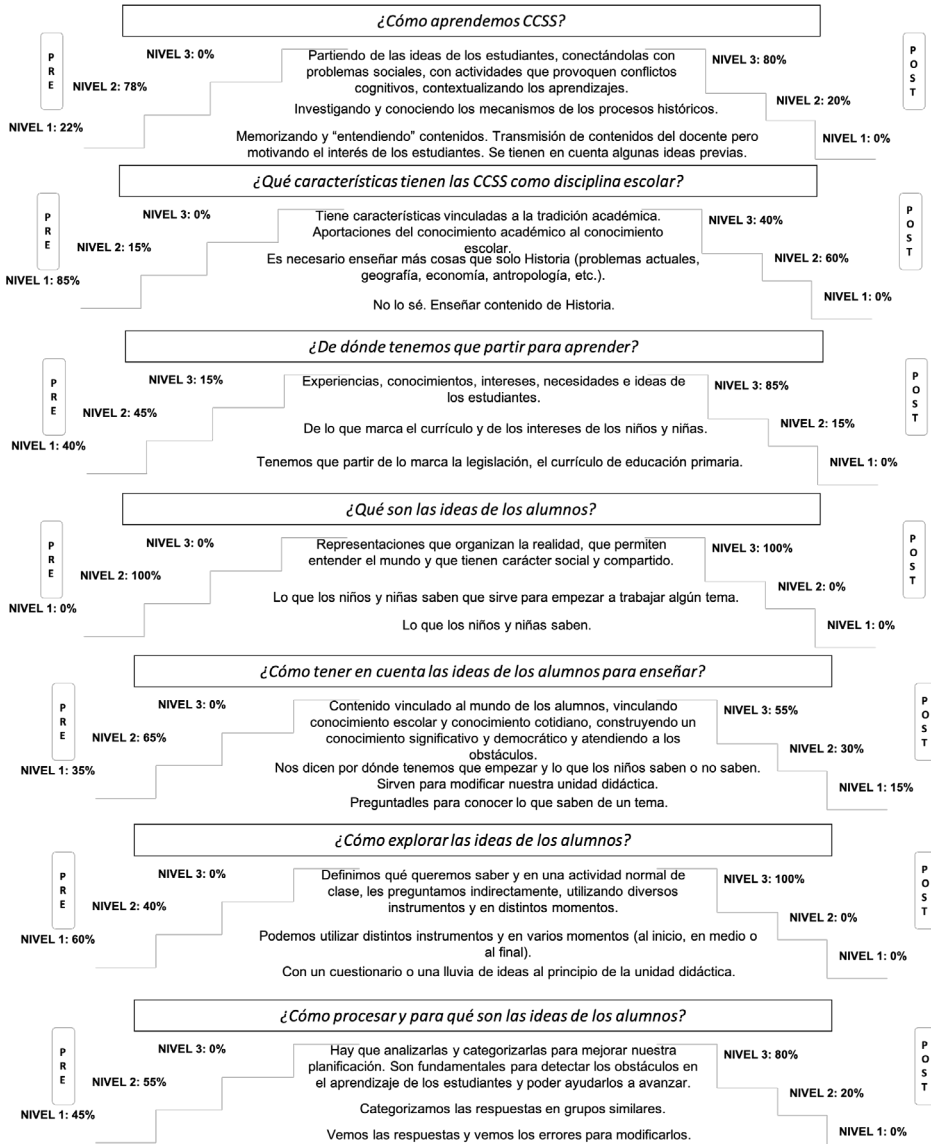 ¿Cómo aprendemos CCSS?
PRE
NIVEL 3: 0%
NIVEL 2: 78%
NIVEL 1: 22%
Partiendo de las ideas de los estudiantes, conectándolas con
problemas sociales, con actividades que provoquen conflictos
cognitivos, contextualizando los aprendizajes.
Investigando y conociendo los mecanismos de los procesos históricos.
Memorizando y “entendiendo” contenidos. Transmisión de contenidos del docente pero
motivando el interés de los estudiantes. Se tienen en cuenta algunas ideas previas.
NIVEL 3: 80%
NIVEL 2: 20%
NIVEL 1: 0%
POST
¿Qué características tienen las CCSS como disciplina escolar?
PRE
NIVEL 3: 0%
NIVEL 2: 15%
NIVEL 1: 85%
Tiene características vinculadas a la tradición académica.
Aportaciones del conocimiento académico al conocimiento
escolar.
Es necesario enseñar más cosas que solo Historia (problemas actuales,
geografía, economía, antropología, etc.).
No lo sé. Enseñar contenido de Historia.
NIVEL 3: 40%
NIVEL 2: 60%
NIVEL 1: 0%
POST
¿De dónde tenemos que partir para aprender?
PRE
NIVEL 3: 15%
NIVEL 2: 45%
NIVEL 1: 40%
Experiencias, conocimientos, intereses, necesidades e ideas de
los estudiantes.
De lo que marca el currículo y de los intereses de los niños y niñas.
Tenemos que partir de lo marca la legislación, el currículo de educación primaria.
NIVEL 3: 85%
NIVEL 2: 15%
NIVEL 1: 0%
POST
¿Qué son las ideas de los alumnos?
PRE
NIVEL 3: 0%
NIVEL 2: 100%
NIVEL 1: 0%
Representaciones que organizan la realidad, que permiten
entender el mundo y que tienen carácter social y compartido.
Lo que los niños y niñas saben que sirve para empezar a trabajar algún tema.
Lo que los niños y niñas saben.
NIVEL 3: 100%
NIVEL 2: 0%
NIVEL 1: 0%
POST
¿Cómo tener en cuenta las ideas de los alumnos para enseñar?
PRE
NIVEL 3: 0%
NIVEL 2: 65%
NIVEL 1: 35%
Contenido vinculado al mundo de los alumnos, vinculando
conocimiento escolar y conocimiento cotidiano, construyendo un
conocimiento significativo y democrático y atendiendo a los
obstáculos.
Nos dicen por dónde tenemos que empezar y lo que los niños saben o no saben.
Sirven para modificar nuestra unidad didáctica.
Preguntadles para conocer lo que saben de un tema.
NIVEL 3: 55%
NIVEL 2: 30%
NIVEL 1: 15%
POST
¿Cómo explorar las ideas de los alumnos?
PRE
NIVEL 3: 0%
NIVEL 2: 40%
NIVEL 1: 60%
Definimos qué queremos saber y en una actividad normal de
clase, les preguntamos indirectamente, utilizando diversos
instrumentos y en distintos momentos.
Podemos utilizar distintos instrumentos y en varios momentos (al inicio, en medio o
al final).
Con un cuestionario o una lluvia de ideas al principio de la unidad didáctica.
NIVEL 3: 100%
NIVEL 2: 0%
NIVEL 1: 0%
POST
¿Cómo procesar y para qué son las ideas de los alumnos?
PRE
NIVEL 3: 0%
NIVEL 2: 55%
NIVEL 1: 45%
Hay que analizarlas y categorizarlas para mejorar nuestra
planificación. Son fundamentales para detectar los obstáculos en
el aprendizaje de los estudiantes y poder ayudarlos a avanzar.
Categorizamos las respuestas en grupos similares.
Vemos las respuestas y vemos los errores para modificarlos.
NIVEL 3: 80%
NIVEL 2: 20%
NIVEL 1: 0%
POST